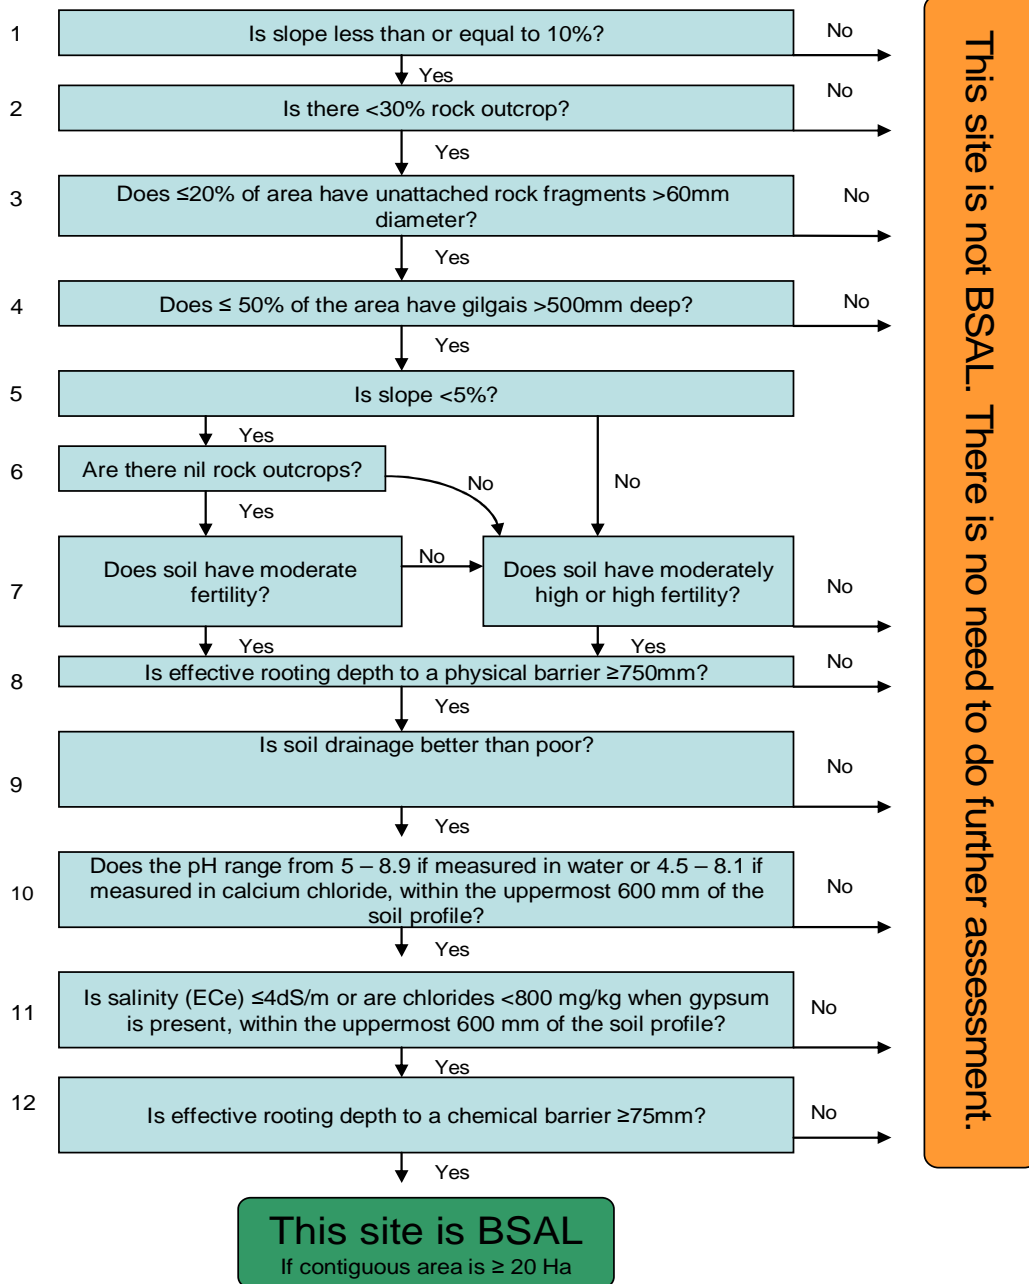 1
Is slope less than or equal to 10%?
No
Yes
2
Is there <30% rock outcrop?
No
Yes
3
Does ≤20% of area have unattached rock fragments >60mm
diameter?
No
Yes
4
Does ≤ 50% of the area have gilgais >500mm deep?
No
Yes
5
Is slope <5%?
Yes
No
6
Are there nil rock outcrops?
No
Yes
7
Does soil have moderate
fertility?
No
Does soil have moderately
high or high fertility?
No
Yes
Yes
8
Is effective rooting depth to a physical barrier ≥750mm?
No
Yes
9
Is soil drainage better than poor?
No
Yes
10
Does the pH range from 5 – 8.9 if measured in water or 4.5 – 8.1 if
measured in calcium chloride, within the uppermost 600 mm of the
soil profile?
No
Yes
11
Is salinity (ECe) ≤4dS/m or are chlorides <800 mg/kg when gypsum
is present, within the uppermost 600 mm of the soil profile?
No
Yes
12
Is effective rooting depth to a chemical barrier ≥75mm?
No
Yes
This site is BSAL
If contiguous area is ≥ 20 Ha
This site is not BSAL. There is no need to do further assessment.